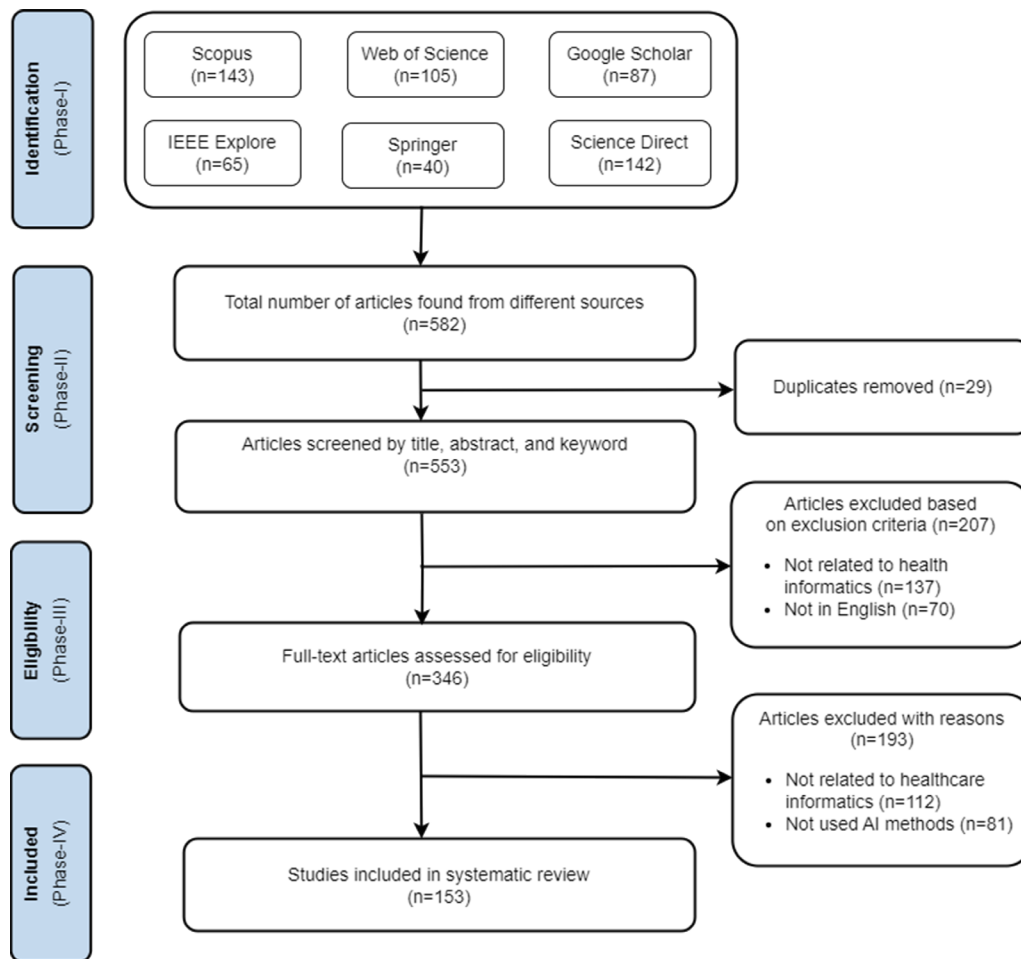 Identification
(Phase-I)
Scopus
(n=143)
Web of Science
(n=105)
Google Scholar
(n=87)
IEEE Explore
(n=65)
Springer
(n=40)
Science Direct
(n=142)
Screening
(Phase-II)
Total number of articles found from different sources
(n=582)
Duplicates removed (n=29)
Articles screened by title, abstract, and keyword
(n=553)
Articles excluded based
on exclusion criteria (n=207)
• Not related to health
informatics (n=137)
• Not in English (n=70)
Eligibility
(Phase-III)
Full-text articles assessed for eligibility
(n=346)
Articles excluded with reasons
(n=193)
• Not related to healthcare
informatics (n=112)
• Not used AI methods (n=81)
Included
(Phase-IV)
Studies included in systematic review
(n=153)